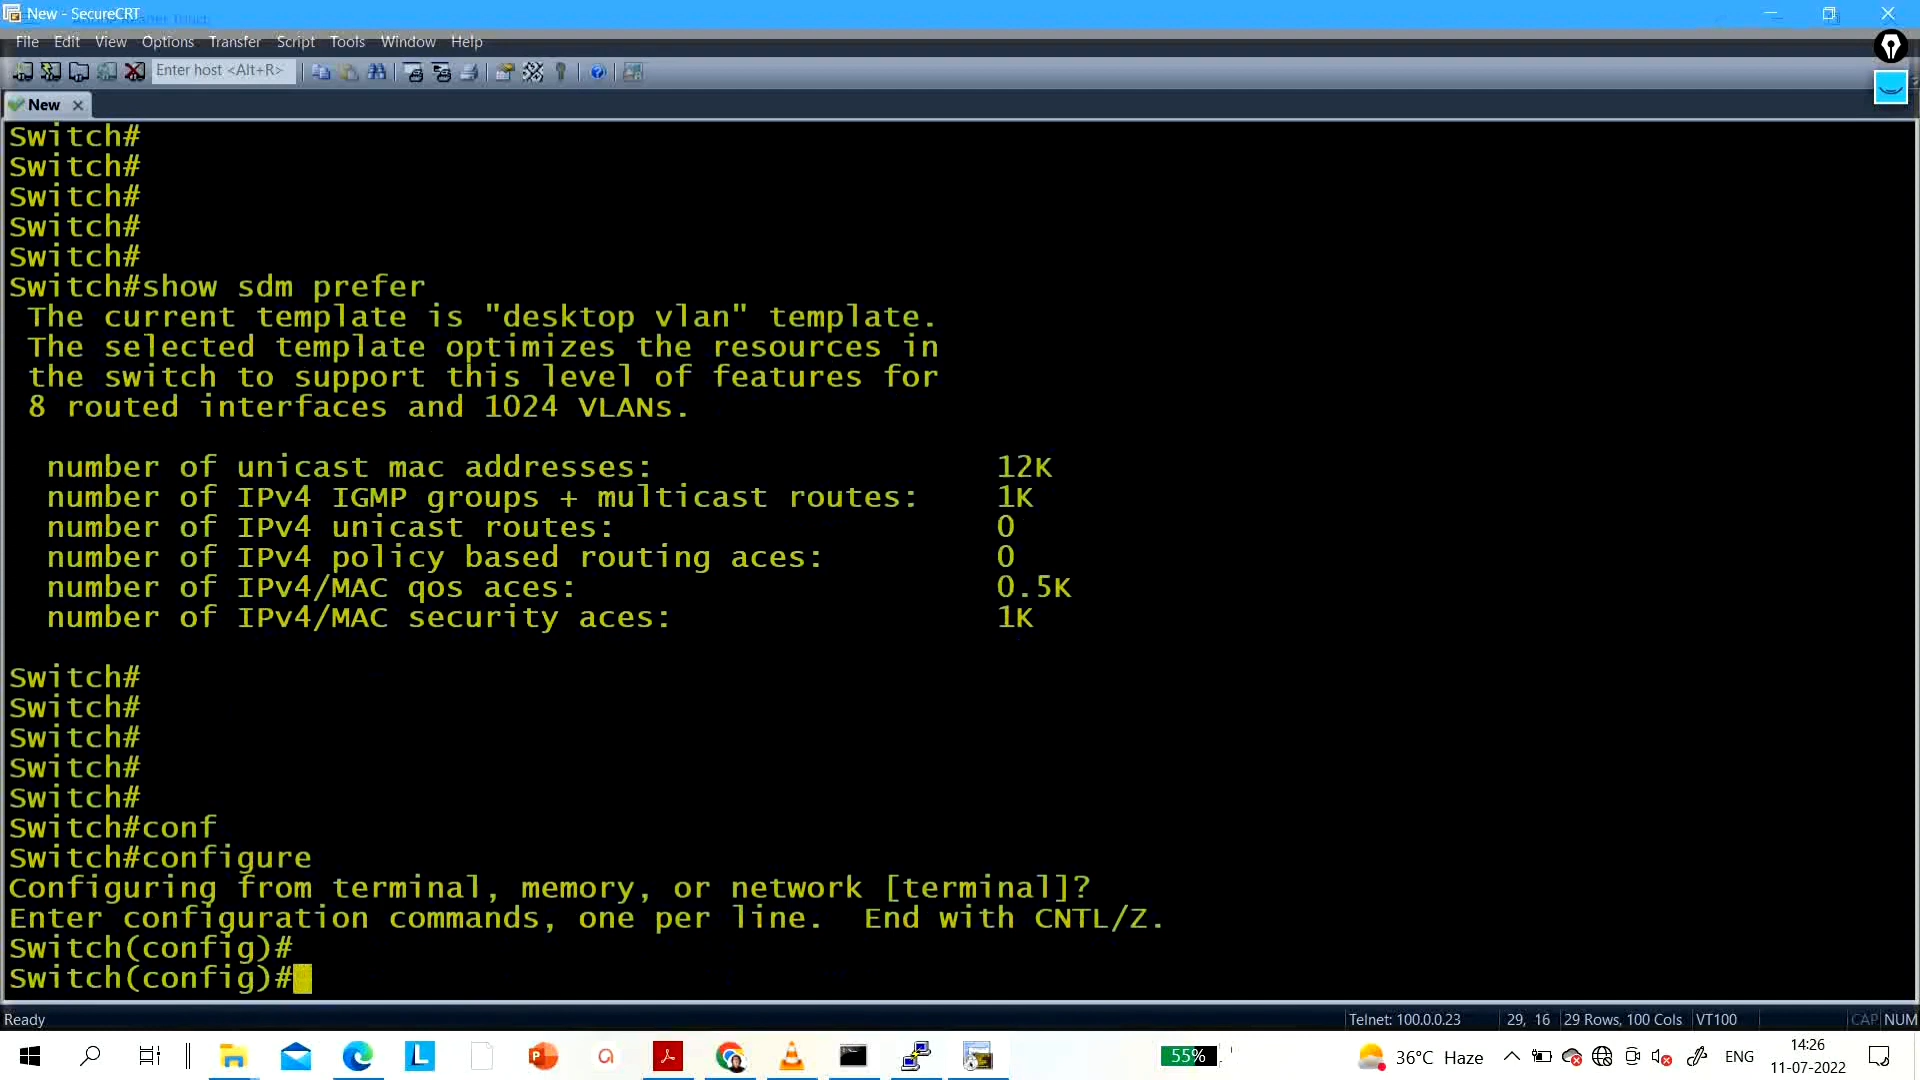 New - SecureCRT
File Edit View Options Transfer Script Tools Window Help
Enter host <Alt+R>
New
Switch#
Switch#
Switch#
Switch#
Switch#
Switch#show sdm prefer
The current template is "desktop vlan" template.
The selected template optimizes the resources in
the switch to support this level of features for
8 routed interfaces and 1024 VLANs.
number of unicast mac addresses: 12K
number of IPv4 IGMP groups + multicast routes: 1K
number of IPv4 unicast routes: 0
number of IPv4 policy based routing aces: 0
number of IPv4/MAC qos aces: 0.5K
number of IPv4/MAC security aces: 1K
Switch#
Switch#
Switch#
Switch#
Switch#
Switch#conf
Switch#configure
Configuring from terminal, memory, or network [terminal]?
Enter configuration commands, one per line. End with CNTL/Z.
Switch(config)#
Switch(config)#
Ready Telnet: 100.0.0.23 29, 16 29 Rows, 100 Cols VT100 CAP NUM
55% 36°C Haze ENG 14:26
11-07-2022